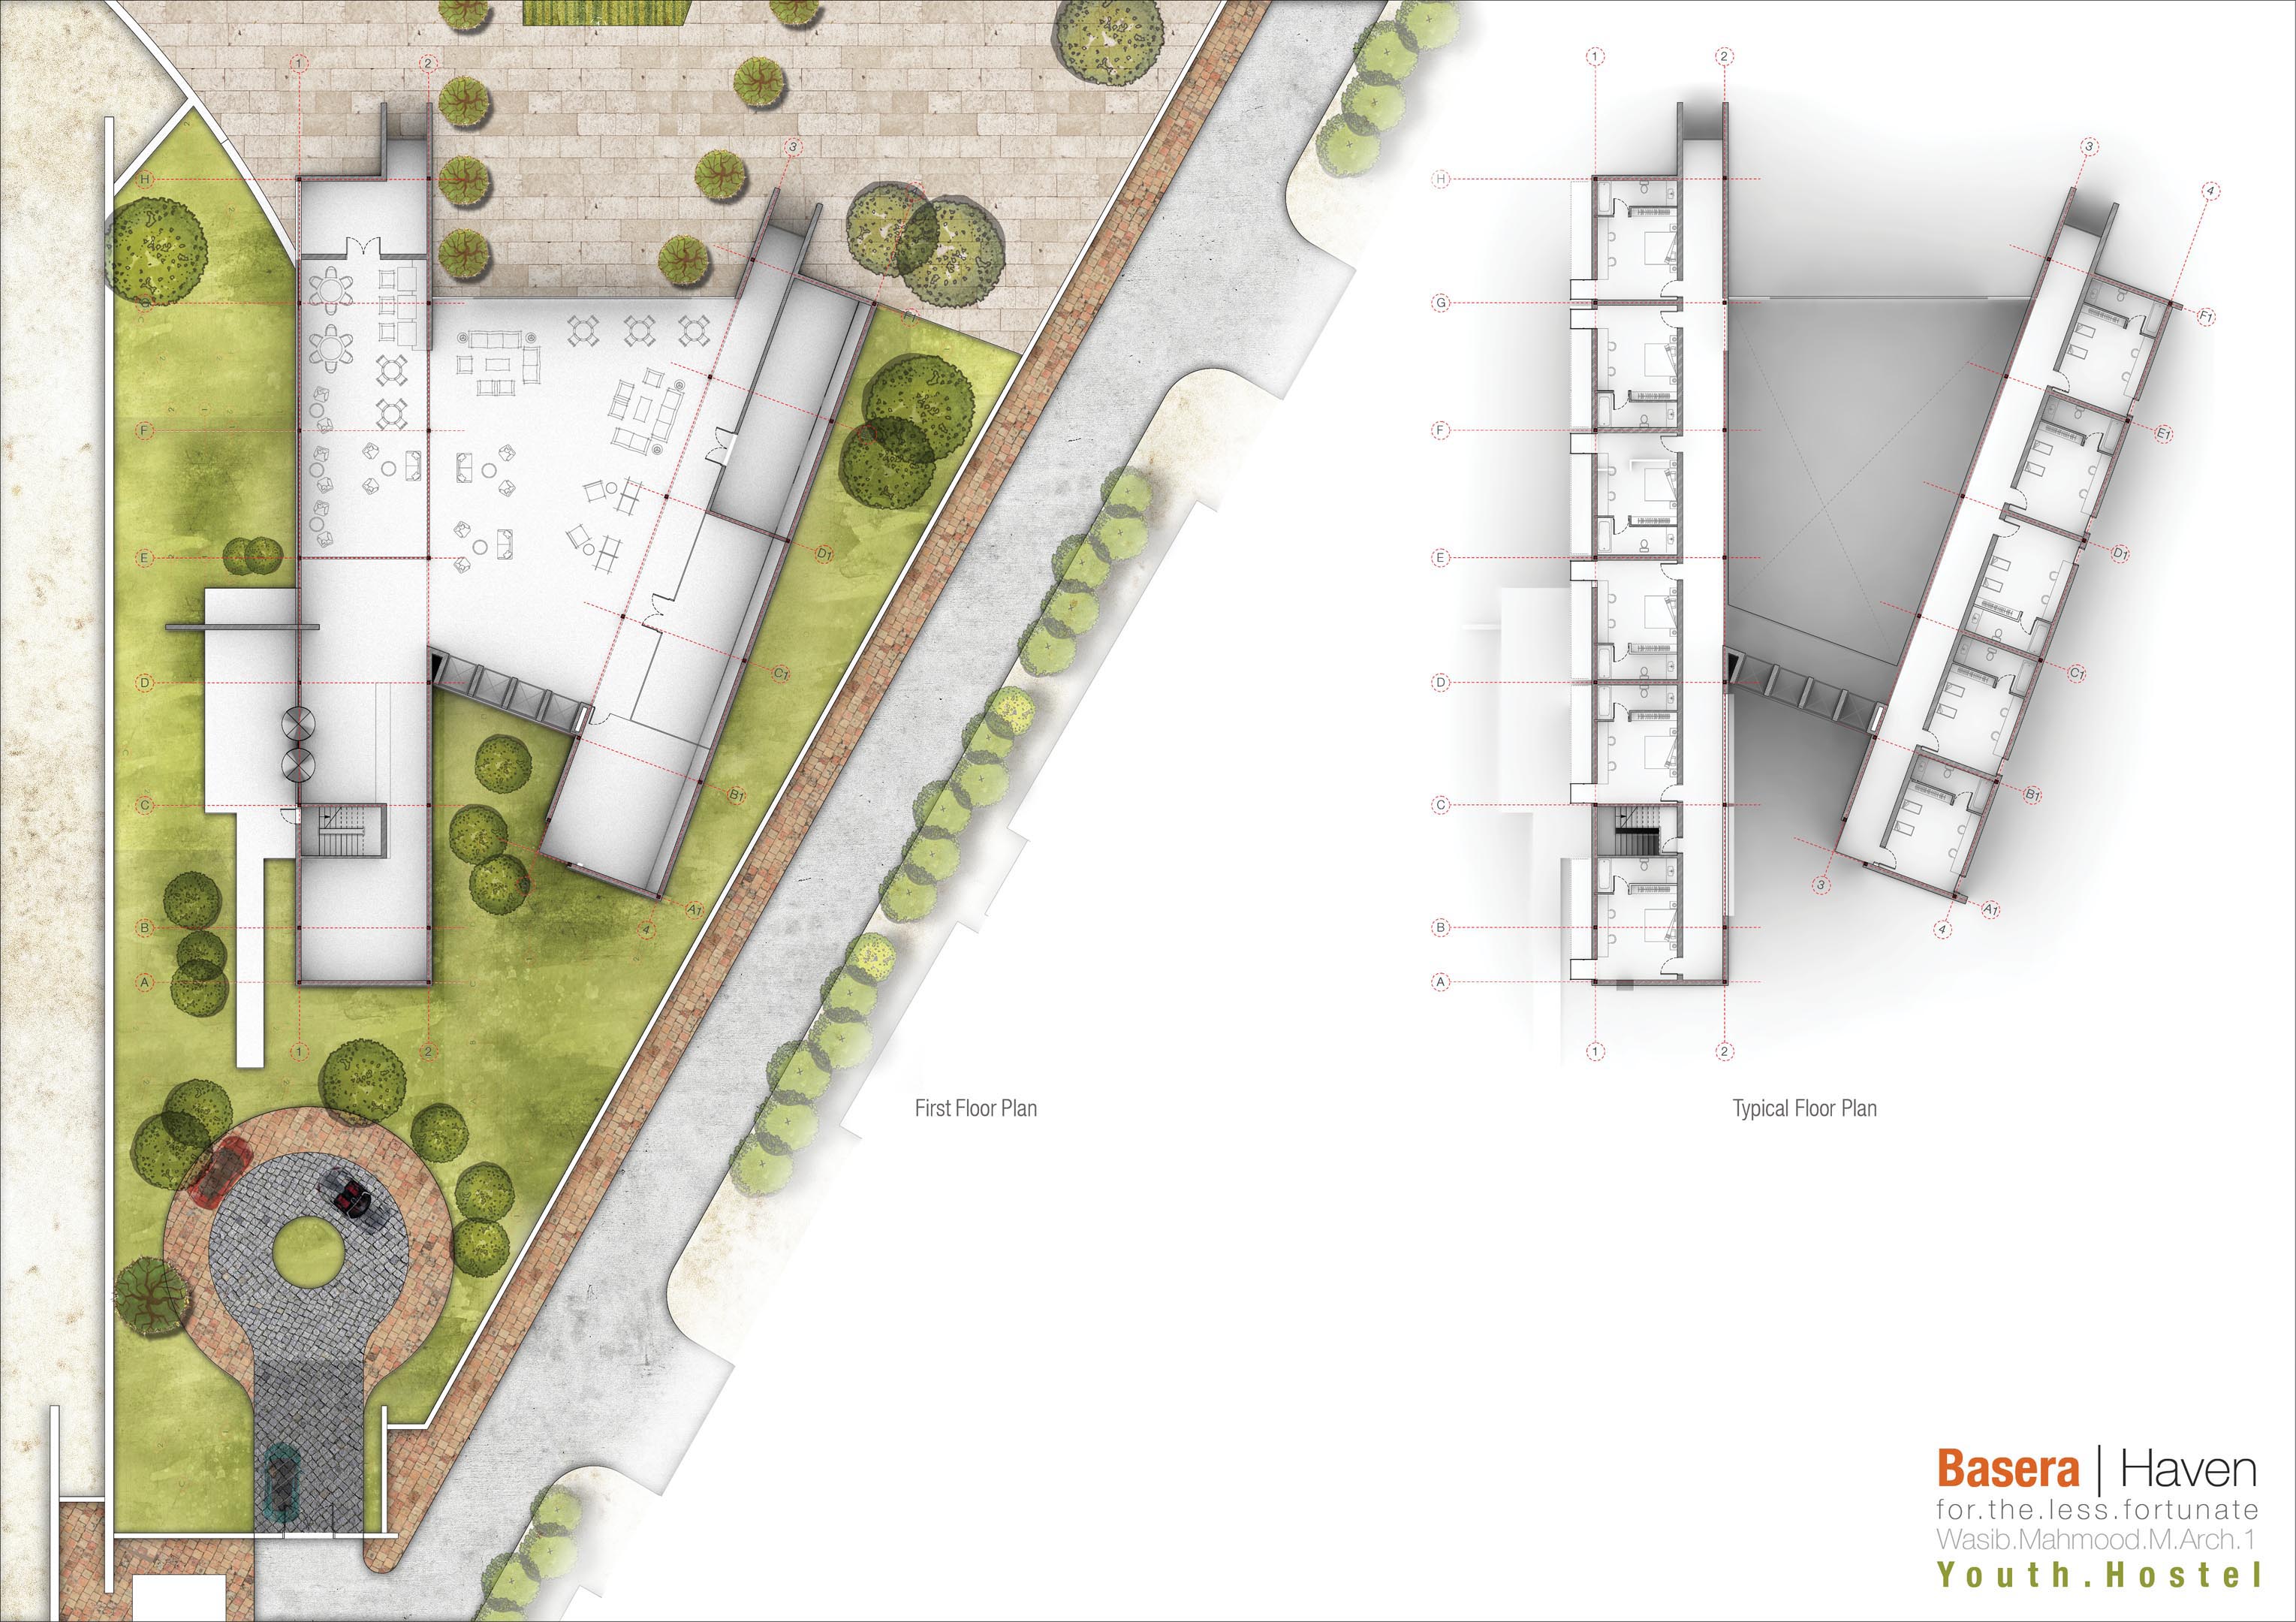 1
2
3
H
F
E
D
C
B
A
F1
D1
C1
B1
A1
4
1
2
First Floor Plan
1
2
3
4
H
G
F
E
D
C
B
A
F1
E1
D1
C1
B1
A1
3
4
1
2
Typical Floor Plan
Basera | Haven
for.the.less.fortunate
Wasib.Mahmood.M.Arch.1
Youth.Hostel